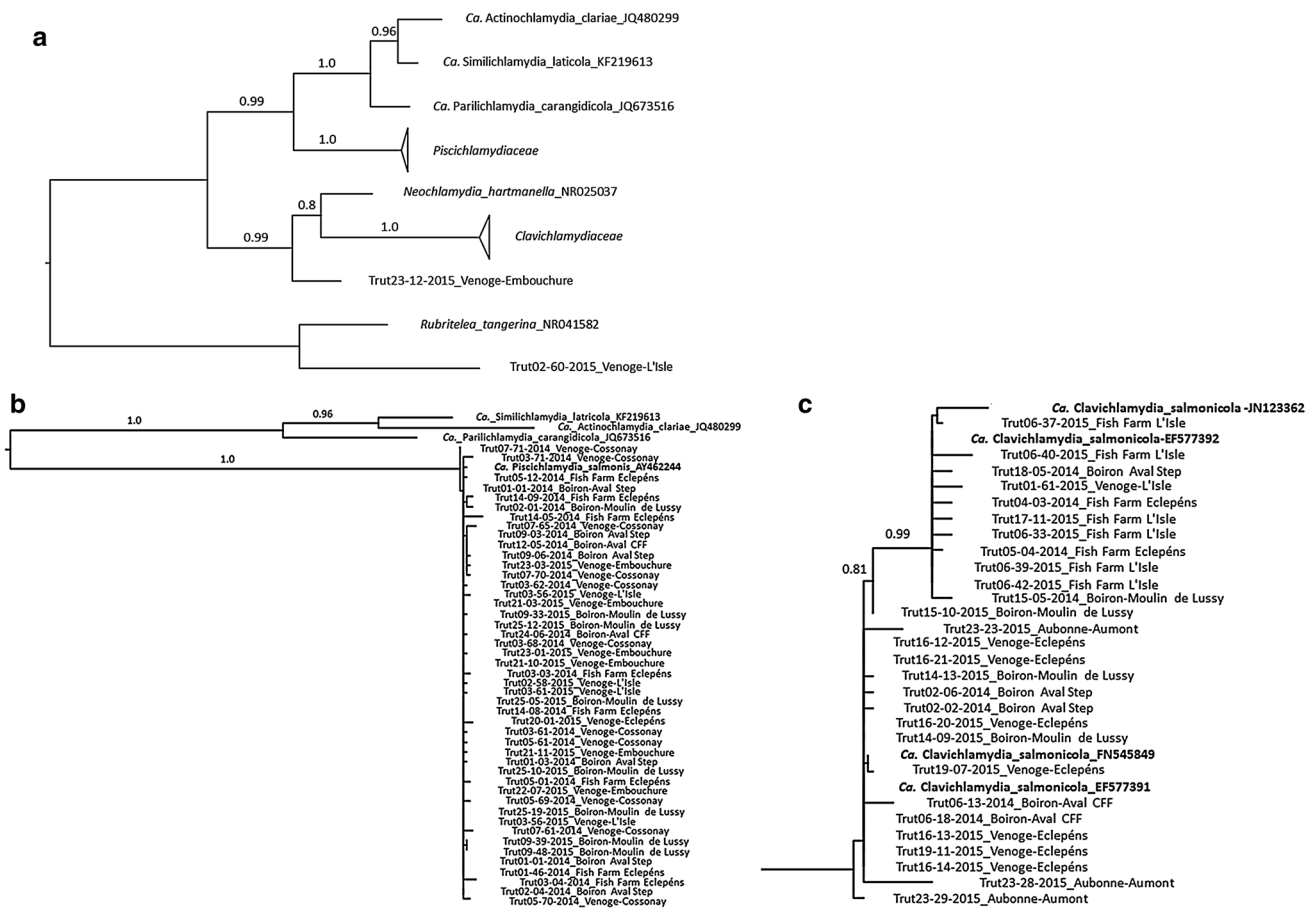 a
0.96
Ca. Actinochlamydia_clariae_JQ480299
1.0
Ca. Similichlamydia_laticola_KF219613
0.99
Ca. Parilichlamydia_carangidicola_JQ673516
1.0
Piscichlamydiaceae
0.8
Neochlamydia_hartmanella_NR025037
1.0
Clavichlamydiaceae
0.99
Trut23-12-2015_Venoge-Embouchure
Rubritelea_tangerina_NR041582
Trut02-60-2015_Venoge-L'Isle
b
1.0
0.96
Ca._Similichlamydia_latricola_KF219613
Ca._Actinochlamydia_clariae_JQ480299
Ca._Parilichlamydia_carangidicola_JQ673516
1.0
Trut07-71-2014_Venoge-Cossonay
Trut03-71-2014_Venoge-Cossonay
Ca. Piscichlamydia_salmonis_AY462244
Trut05-12-2014_Fish Farm Eclepéns
Trut01-01-2014_Boiron-Aval Step
Trut14-09-2014_Fish Farm Eclepéns
Trut02-01-2014_Boiron-Moulin de Lussy
Trut14-05-2014_Fish Farm Eclepéns
Trut07-65-2014_Venoge-Cossonay
Trut09-03-2014_Boiron Aval Step
Trut12-05-2014_Boiron-Aval CFF
Trut09-06-2014_Boiron Aval Step
Trut23-03-2015_Venoge-Embouchure
Trut07-70-2014_Venoge-Cossonay
Trut03-62-2014_Venoge-Cossonay
Trut03-56-2015_Venoge-L'Isle
Trut21-03-2015_Venoge-Embouchure
Trut09-33-2015_Boiron-Moulin de Lussy
Trut25-12-2015_Boiron-Moulin de Lussy
Trut24-06-2014_Boiron-Aval CFF
Trut03-68-2014_Venoge-Cossonay
Trut23-01-2015_Venoge-Embouchure
Trut21-10-2015_Venoge-Embouchure
Trut03-03-2014_Fish Farm Eclepéns
Trut02-58-2015_Venoge-L'Isle
Trut03-61-2015_Venoge-L'Isle
Trut25-05-2015_Boiron-Moulin de Lussy
Trut14-08-2014_Fish Farm Eclepéns
Trut20-01-2015_Venoge-Eclepéns
Trut03-61-2014_Venoge-Cossonay
Trut05-61-2014_Venoge-Cossonay
Trut21-11-2015_Venoge-Embouchure
Trut01-03-2014_Boiron Aval Step
Trut25-10-2015_Boiron-Moulin de Lussy
Trut05-01-2014_Fish Farm Eclepéns
Trut22-07-2015_Venoge-Embouchure
Trut05-69-2014_Venoge-Cossonay
Trut25-19-2015_Boiron-Moulin de Lussy
Trut03-56-2015_Venoge-L'Isle
Trut07-61-2014_Venoge-Cossonay
Trut09-39-2015_Boiron-Moulin de Lussy
Trut09-48-2015_Boiron-Moulin de Lussy
Trut01-01-2014_Boiron Aval Step
Trut01-46-2014_Fish Farm Eclepéns
Trut03-04-2014_Fish Farm Eclepéns
Trut02-04-2014_Boiron Aval Step
Trut05-70-2014_Venoge-Cossonay
c
Ca. Clavichlamydia_salmonicola -JN123362
Trut06-37-2015_Fish Farm L'Isle
Ca. Clavichlamydia_salmonicola-EF577392
Trut06-40-2015_Fish Farm L'Isle
Trut18-05-2014_Boiron Aval Step
Trut01-61-2015_Venoge-L'Isle
Trut04-03-2014_Fish Farm Eclepéns
Trut17-11-2015_Fish Farm L'Isle
0.99
Trut06-33-2015_Fish Farm L'Isle
Trut05-04-2014_Fish Farm Eclepéns
0.81
Trut06-39-2015_Fish Farm L'Isle
Trut06-42-2015_Fish Farm L'Isle
Trut15-05-2014_Boiron-Moulin de Lussy
Trut15-10-2015_Boiron-Moulin de Lussy
Trut23-23-2015_Aubonne-Aumont
Trut16-12-2015_Venoge-Eclepéns
Trut16-21-2015_Venoge-Eclepéns
Trut14-13-2015_Boiron-Moulin de Lussy
Trut02-06-2014_Boiron Aval Step
Trut02-02-2014_Boiron Aval Step
Trut16-20-2015_Venoge-Eclepéns
Trut14-09-2015_Boiron-Moulin de Lussy
Ca. Clavichlamydia_salmonicola_FN545849
Trut19-07-2015_Venoge-Eclepéns
Ca. Clavichlamydia_salmonicola_EF577391
Trut06-13-2014_Boiron-Aval CFF
Trut06-18-2014_Boiron-Aval CFF
Trut16-13-2015_Venoge-Eclepéns
Trut19-11-2015_Venoge-Eclepéns
Trut16-14-2015_Venoge-Eclepéns
Trut23-28-2015_Aubonne-Aumont
Trut23-29-2015_Aubonne-Aumont